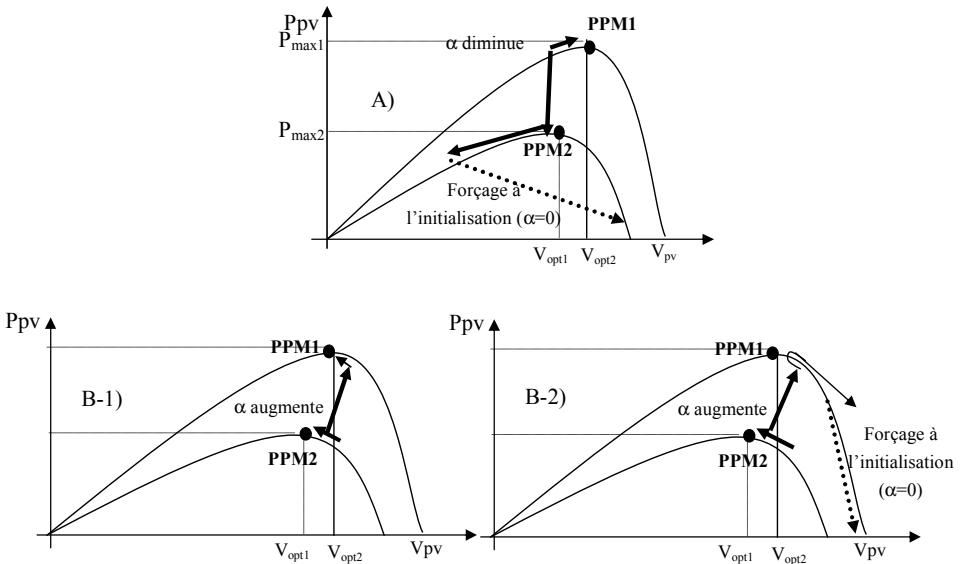 Ppv
PPM1
Pmax1
α diminue
A)
Pmax2
PPM2
Forçage à
l'initialisation (α=0)
Vopt1
Vopt2
Vpv
Ppv
PPM1
B-1)
α augmente
PPM2
Vopt1
Vopt2
Vpv
Ppv
PPM1
B-2)
α augmente
PPM2
Forçage à
l'initialisation
(α=0)
Vopt1
Vopt2
Vpv